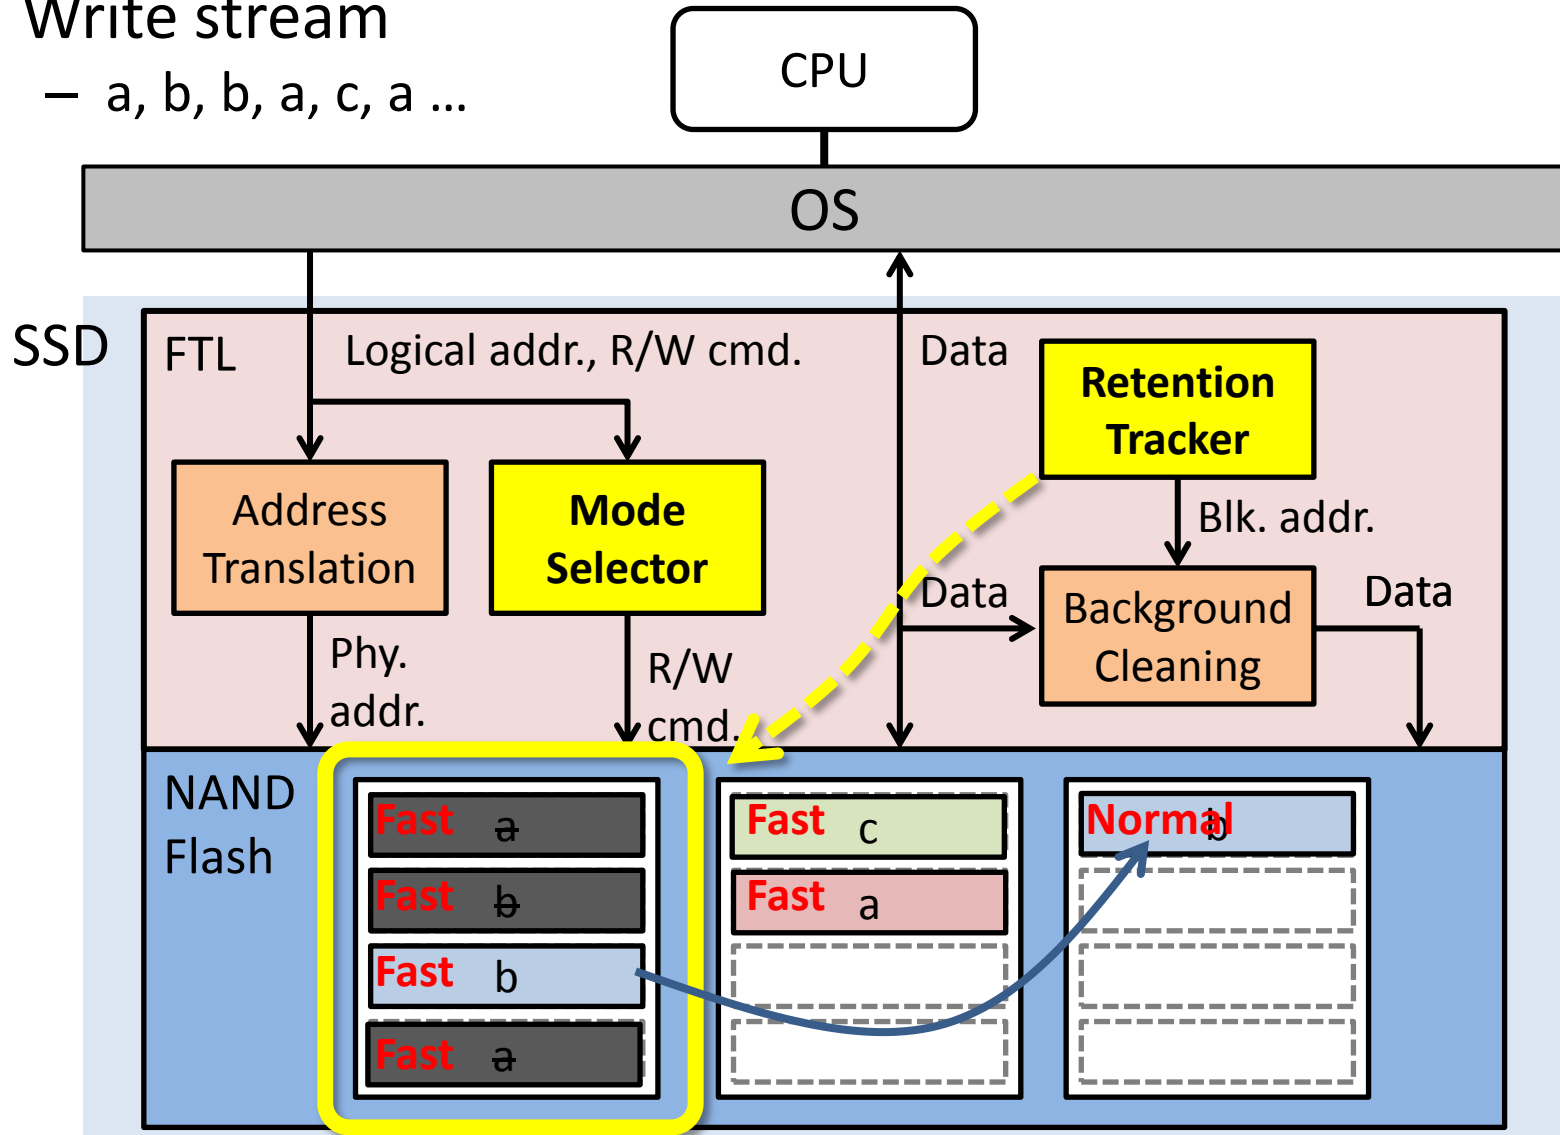 Write stream
– a, b, b, a, c, a ...
CPU
OS
SSD
FTL
Logical addr., R/W cmd.
Data
Retention
Tracker
Address
Translation
Mode
Selector
Blk. addr.
Data
Background
Cleaning
Data
Phy.
addr.
R/W
cmd.
NAND
Flash
Fast a
Fast b
Fast b
Fast a
Fast c
Fast a
Normal b